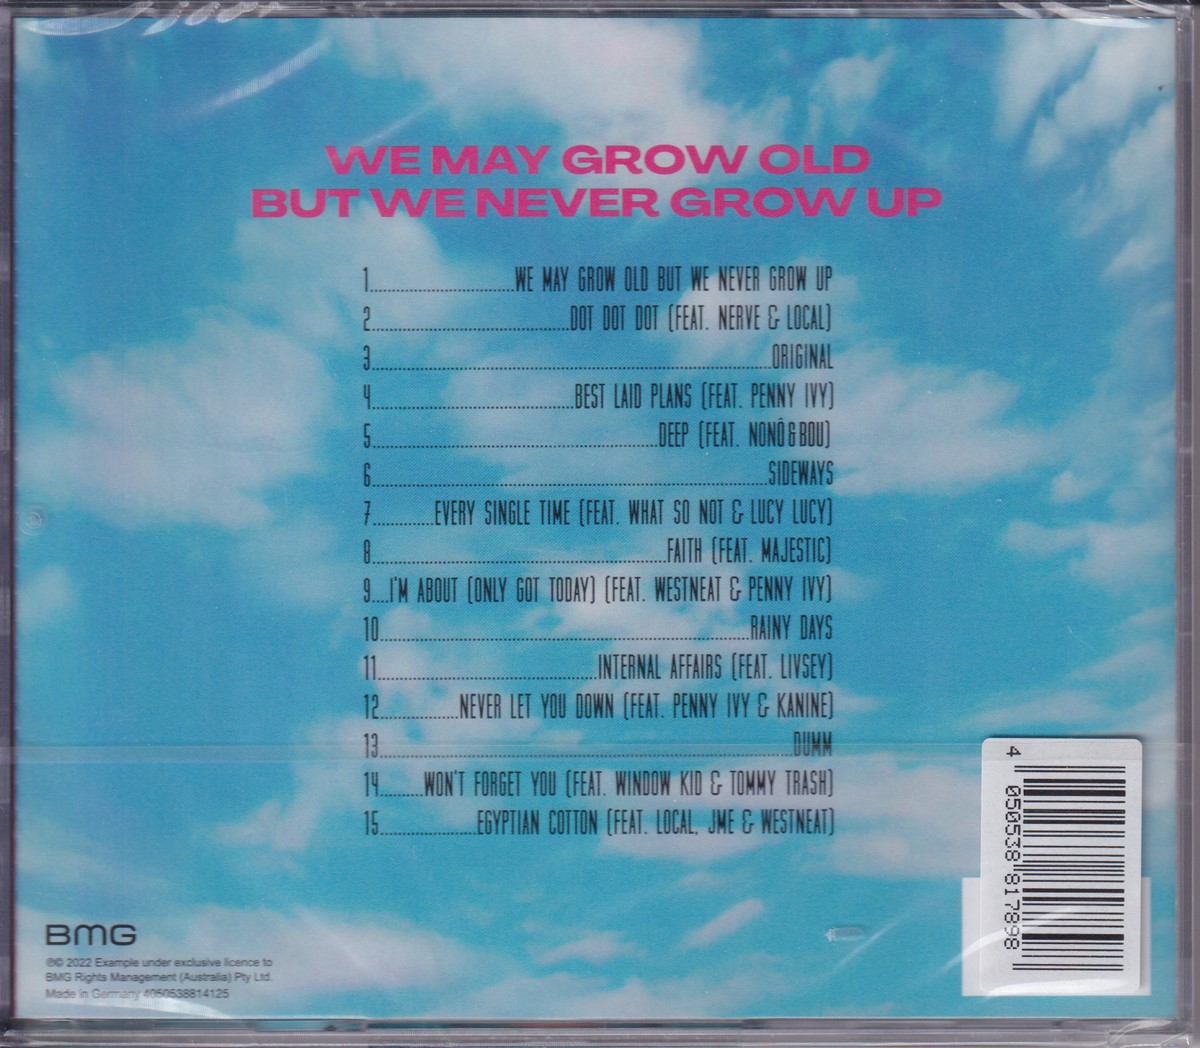 WE MAY GROW OLD
BUT WE NEVER GROW UP
1..............................WE MAY GROW OLD BUT WE NEVER GROW UP
2..............................DOT DOT DOT (FEAT. NERVE & LOCAL)
3..............................ORIGINAL
4..............................BEST LAID PLANS (FEAT. PENNY IVY)
5..............................DEEP (FEAT. NONÔ & BOU)
6..............................SIDEWAYS
7.............EVERY SINGLE TIME (FEAT. WHAT SO NOT & LUCY LUCY)
8..............................FAITH (FEAT. MAJESTIC)
9....I'M ABOUT (ONLY GOT TODAY) (FEAT. WESTNEAT & PENNY IVY)
10..............................RAINY DAYS
11..............................INTERNAL AFFAIRS (FEAT. LIVSEY)
12................NEVER LET YOU DOWN (FEAT. PENNY IVY & KANINE)
13..............................DUMM
14.........WON'T FORGET YOU (FEAT. WINDOW KID & TOMMY TRASH)
15....................EGYPTIAN COTTON (FEAT. LOCAL, JME & WESTNEAT)
4 050538 817898
BMG
℗© 2022 Example under exclusive licence to
BMG Rights Management (Australia) Pty Ltd.
Made in Germany 4050538814125